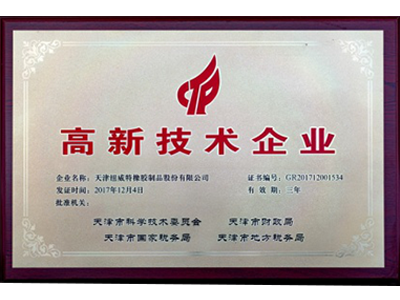 高新技术企业
企业名称：天津纽威特橡胶制品股份有限公司 证书编号：GR201712001534
发证时间：2017年12月4日 有 效 期：三年
批准机关：
天津市科学技术委员会 天津市财政局
天津市国家税务局 天津市地方税务局